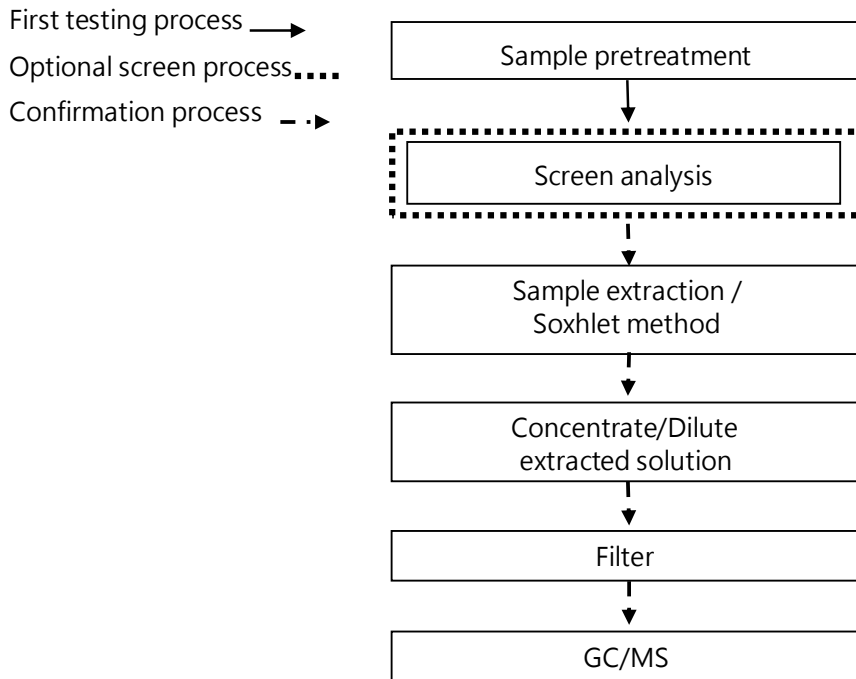 First testing process
Optional screen process
Confirmation process
Sample pretreatment
Screen analysis
Sample extraction /
Soxhlet method
Concentrate/Dilute
extracted solution
Filter
GC/MS